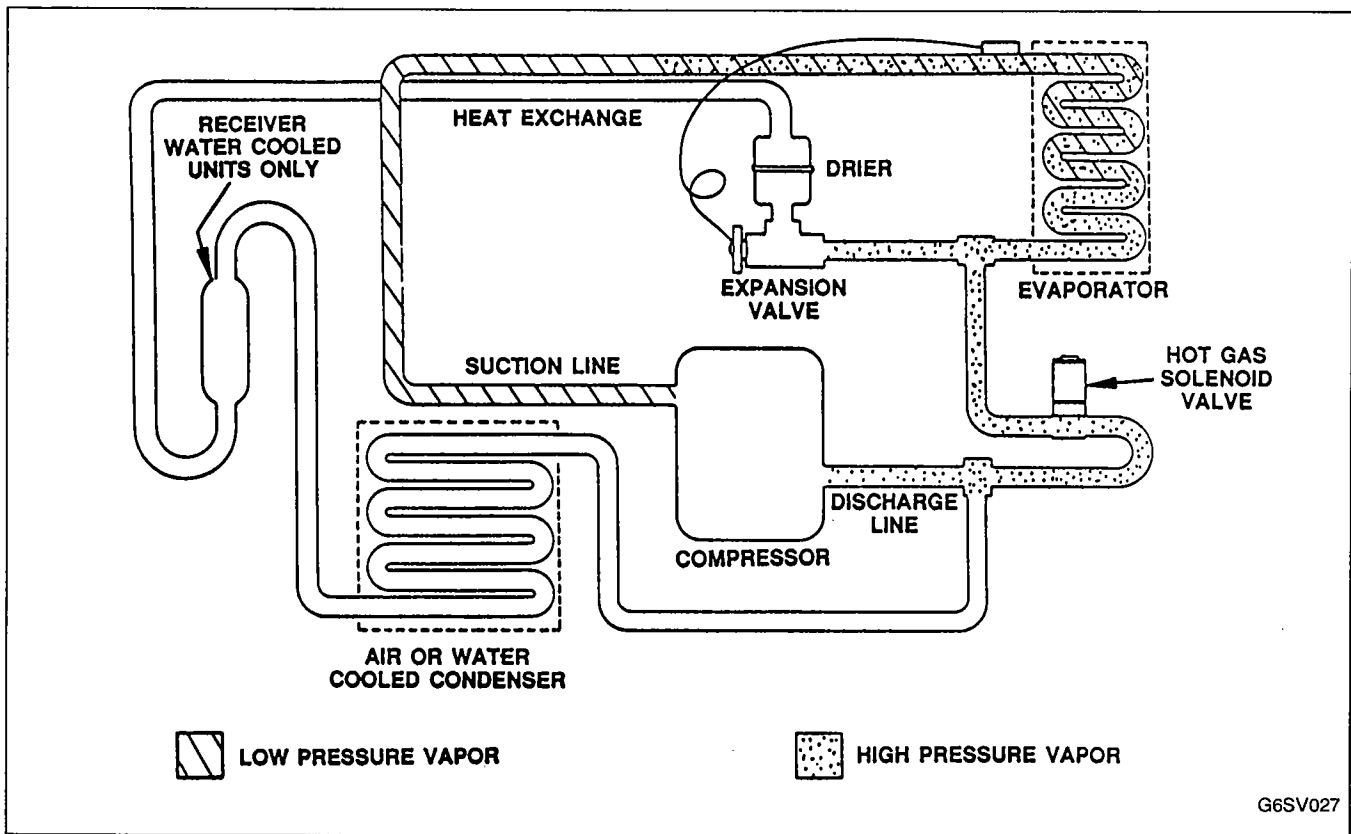 RECEIVER
WATER COOLED
UNITS ONLY
HEAT EXCHANGE
DRIER
EXPANSION
VALVE
EVAPORATOR
SUCTION LINE
HOT GAS
SOLENOID
VALVE
DISCHARGE
LINE
COMPRESSOR
AIR OR WATER
COOLED CONDENSER
LOW PRESSURE VAPOR
HIGH PRESSURE VAPOR
G6SV027